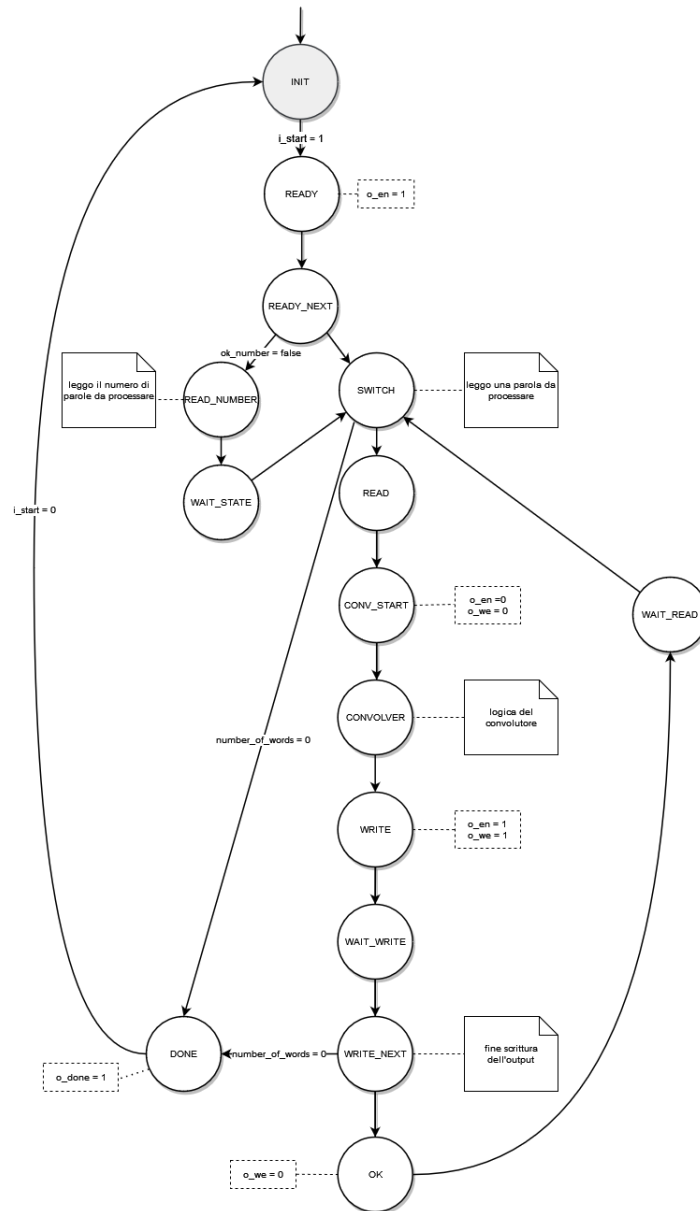 INIT
i_start = 1
READY
o_en = 1
READY_NEXT
ok_number = false
leggo il numero di
parole da processare
READ_NUMBER
SWITCH
leggo una parola da
processare
WAIT_STATE
READ
i_start = 0
CONV_START
o_en =0
o_we = 0
WAIT_READ
CONVOLVER
logica del
convolutore
number_of_words = 0
WRITE
o_en = 1
o_we = 1
WAIT_WRITE
DONE
number_of_words = 0
WRITE_NEXT
fine scrittura
dell'output
o_done = 1
o_we = 0
OK